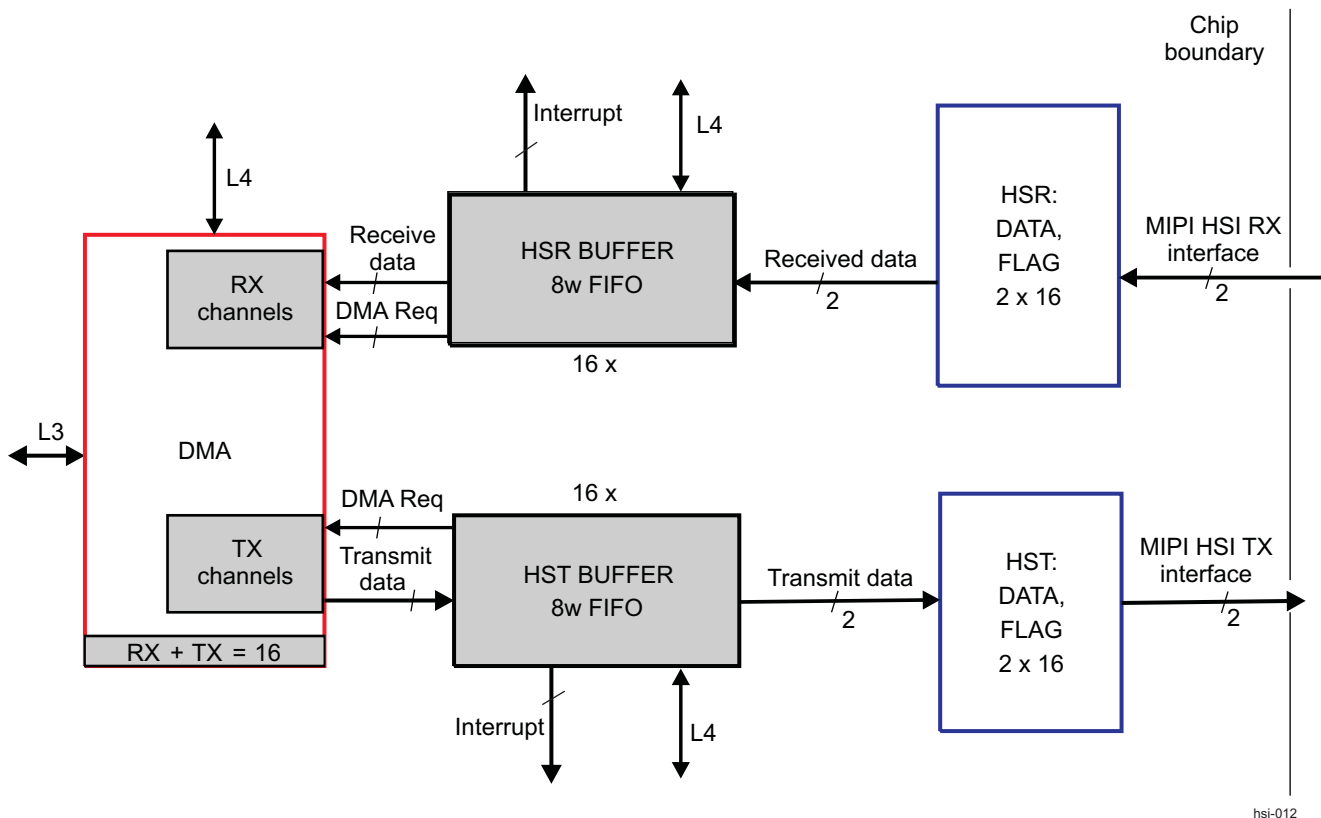 Chip
boundary
Interrupt
L4
L4
Receive
data
DMA Req
RX
channels
HSR BUFFER
8w FIFO
16 x
Received data
2
HSR:
DATA,
FLAG
2 x 16
MIPI HSI RX
interface
2
L3
DMA
DMA Req
Transmit
data
TX
channels
RX + TX = 16
16 x
HST BUFFER
8w FIFO
Transmit data
2
HST:
DATA,
FLAG
2 x 16
MIPI HSI TX
interface
2
Interrupt
L4
hsi-012